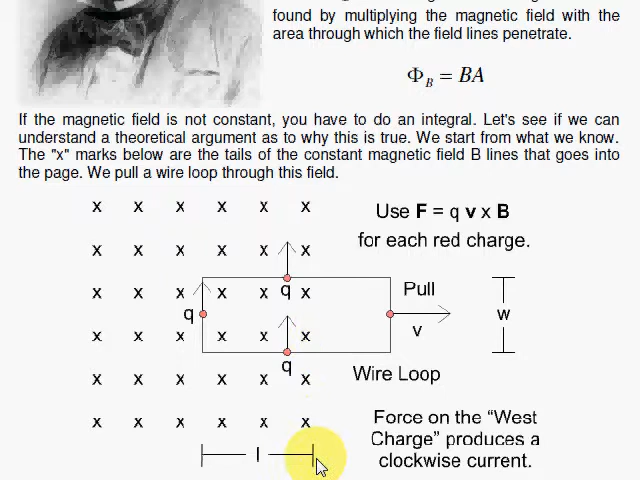 found by multiplying the magnetic field with the
area through which the field lines penetrate.
Φ_B = BA
If the magnetic field is not constant, you have to do an integral. Let's see if we can
understand a theoretical argument as to why this is true. We start from what we know.
The "x" marks below are the tails of the constant magnetic field B lines that goes into
the page. We pull a wire loop through this field.
x x x x x x
Use F = q v x B
x x x x x x
for each red charge.
x x x x q x
Pull
q
v
w
x x x x x x
q
x x x x x x
Wire Loop
x x x x x x
Force on the “West
Charge” produces a
clockwise current.
l